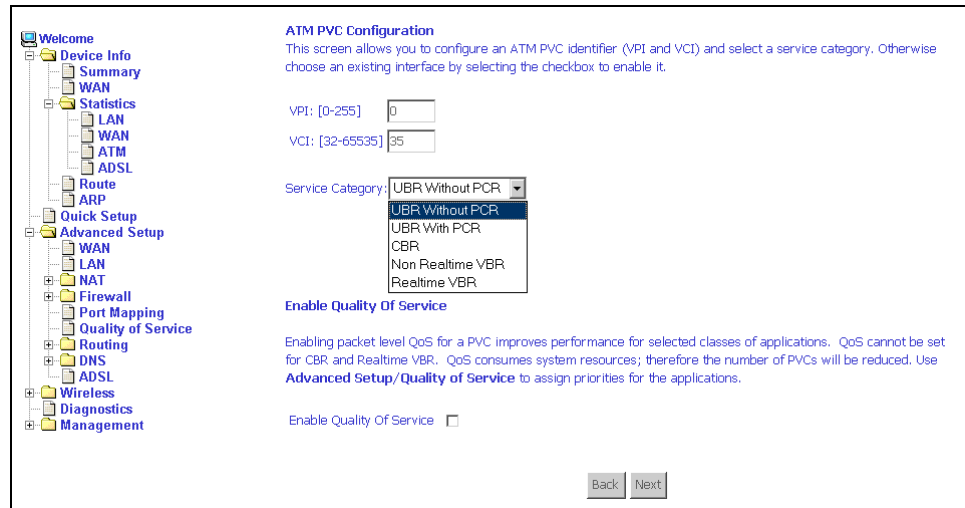 Welcome
Device Info
Summary
WAN
Statistics
LAN
WAN
ATM
ADSL
Route
ARP
Quick Setup
Advanced Setup
WAN
LAN
NAT
Firewall
Port Mapping
Quality of Service
Routing
DNS
ADSL
Wireless
Diagnostics
Management
ATM PVC Configuration
This screen allows you to configure an ATM PVC identifier (VPI and VCI) and select a service category. Otherwise
choose an existing interface by selecting the checkbox to enable it.
VPI: [0-255] 0
VCI: [32-65535] 35
Service Category: UBR Without PCR
UBR Without PCR
UBR With PCR
CBR
Non Realtime VBR
Realtime VBR
Enable Quality Of Service
Enabling packet level QoS for a PVC improves performance for selected classes of applications. QoS cannot be set
for CBR and Realtime VBR. QoS consumes system resources; therefore the number of PVCs will be reduced. Use
Advanced Setup/Quality of Service to assign priorities for the applications.
Enable Quality Of Service
Back Next